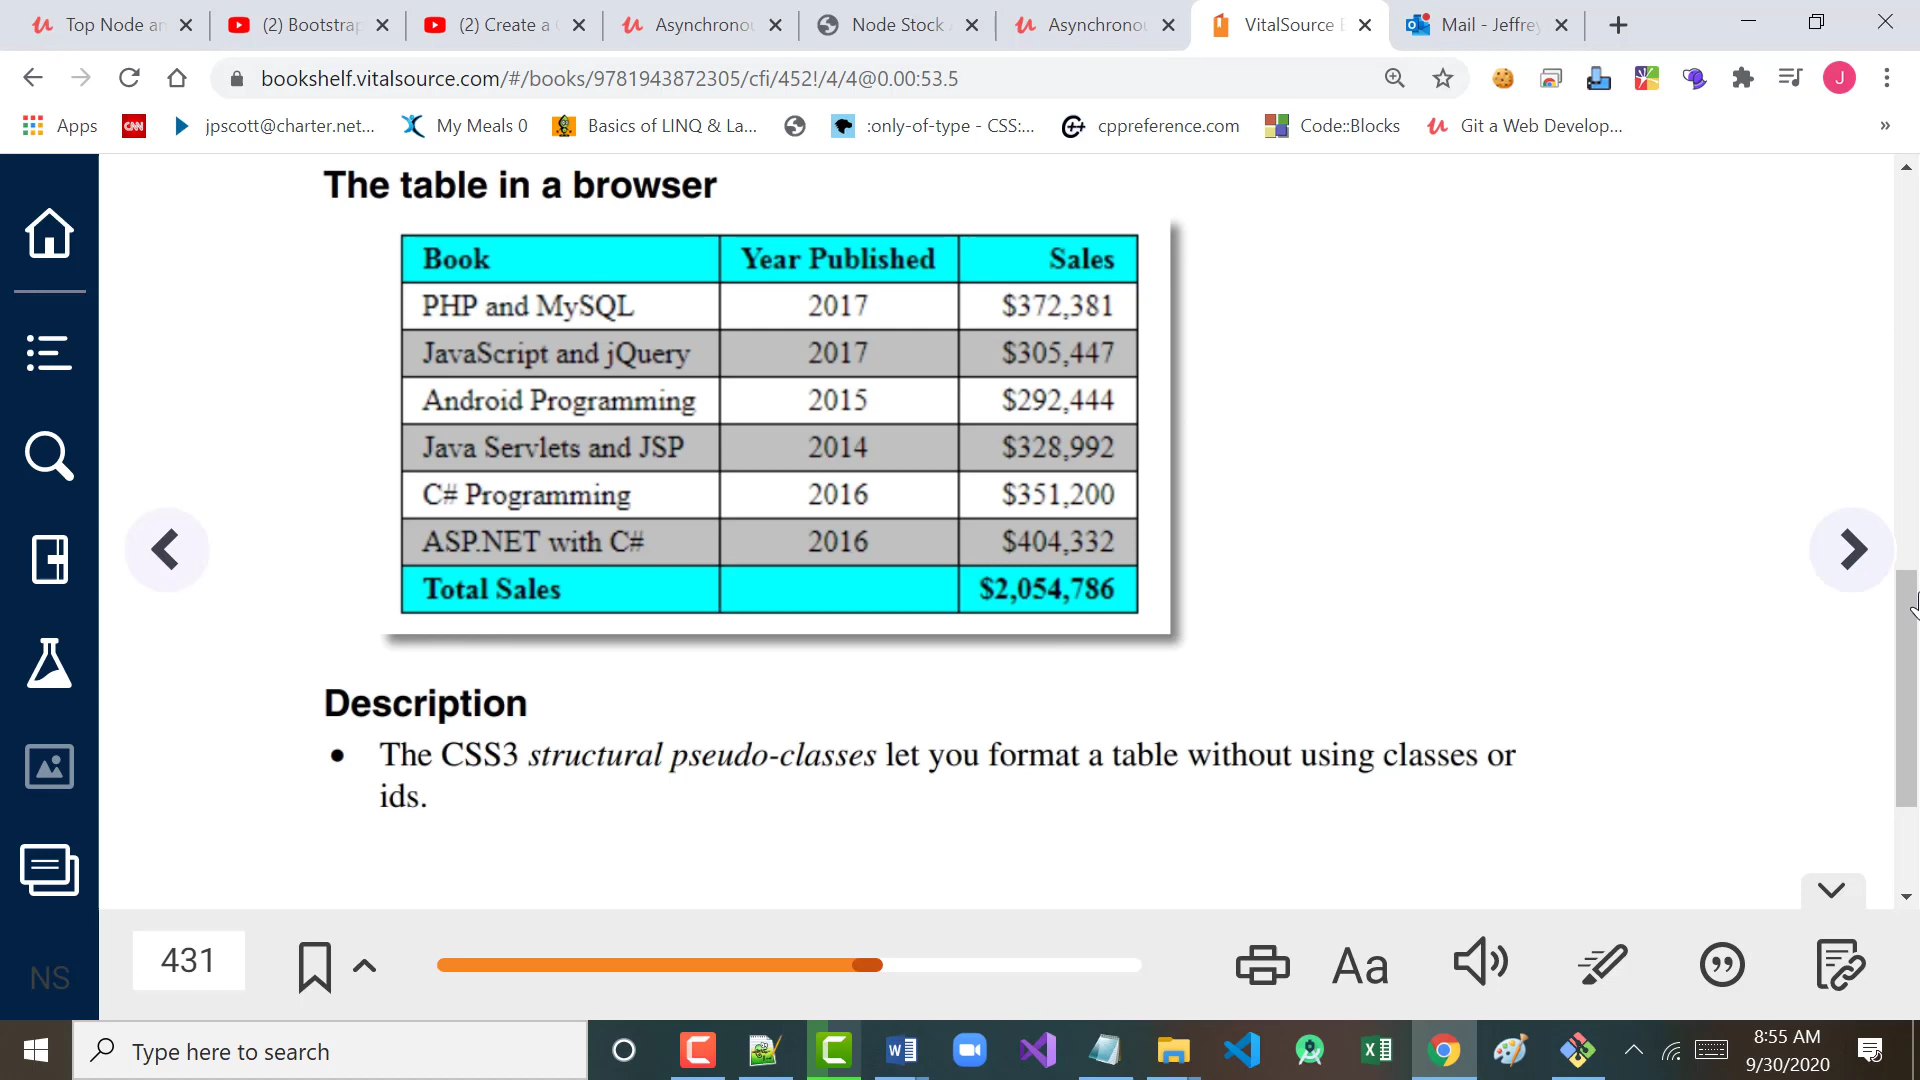 Top Node an
(2) Bootstrap
(2) Create a C
Asynchronou
Node Stock A
Asynchronou
VitalSource B
Mail - Jeffrey
bookshelf.vitalsource.com/#/books/9781943872305/cfi/452!/4/4@0.00:53.5
J
Apps
CNN
jpscott@charter.net...
My Meals 0
Basics of LINQ & La...
:only-of-type - CSS:...
cppreference.com
Code::Blocks
Git a Web Develop...
»
The table in a browser
Book Year Published Sales
PHP and MySQL 2017 $372,381
JavaScript and jQuery 2017 $305,447
Android Programming 2015 $292,444
Java Servlets and JSP 2014 $328,992
C# Programming 2016 $351,200
ASP.NET with C# 2016 $404,332
Total Sales $2,054,786
Description
• The CSS3 structural pseudo-classes let you format a table without using classes or
ids.
NS
431
Aa
Type here to search
8:55 AM
9/30/2020